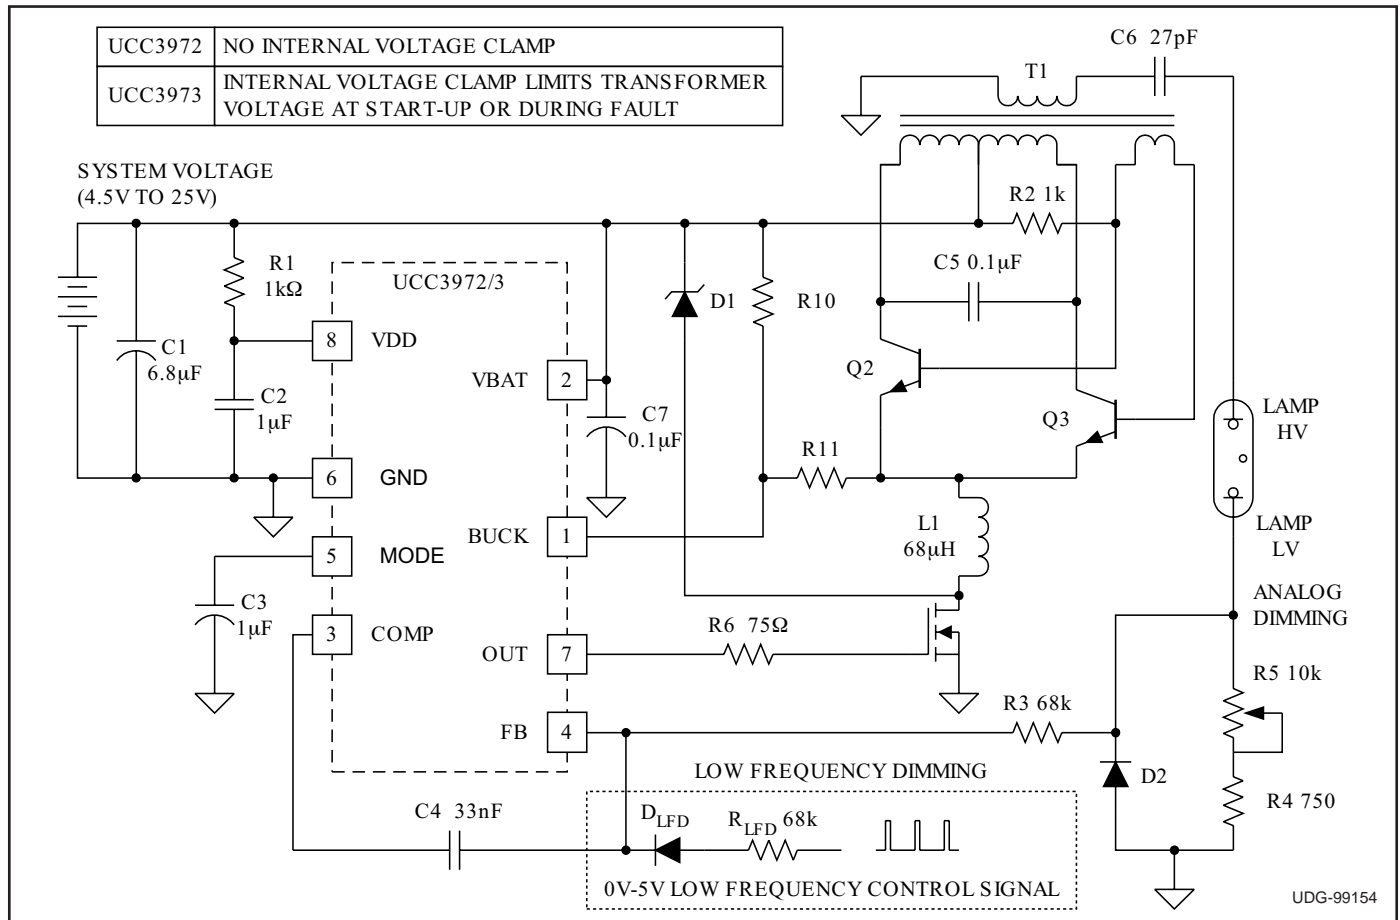 UCC3972 NO INTERNAL VOLTAGE CLAMP
UCC3973 INTERNAL VOLTAGE CLAMP LIMITS TRANSFORMER
VOLTAGE AT START-UP OR DURING FAULT
C6 27pF
T1
SYSTEM VOLTAGE
(4.5V TO 25V)
R2 1k
R1
1kΩ
UCC3972/3
D1
R10
C5 0.1µF
C1
6.8µF
8
VDD
VBAT
2
C2
1µF
C7
0.1µF
Q2
Q3
LAMP
HV
R11
6
GND
BUCK
1
L1
68µH
LAMP
LV
5
MODE
C3
1µF
3
COMP
OUT
7
R6 75Ω
ANALOG
DIMMING
R5 10k
FB
4
R3 68k
LOW FREQUENCY DIMMING
D2
R4 750
C4 33nF
DLFD
RLFD 68k
0V-5V LOW FREQUENCY CONTROL SIGNAL
UDG-99154